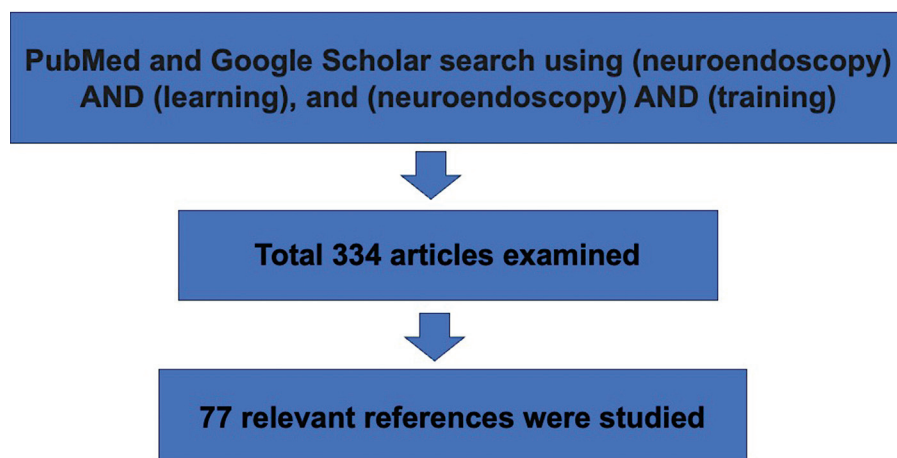 PubMed and Google Scholar search using (neuroendoscopy)
AND (learning), and (neuroendoscopy) AND (training)
Total 334 articles examined
77 relevant references were studied